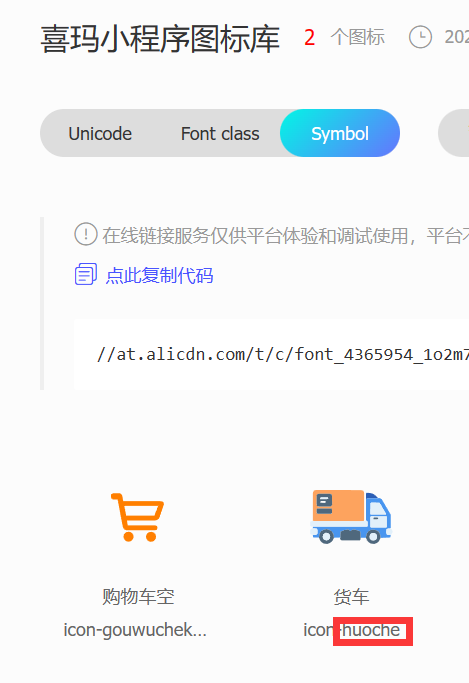 喜玛小程序图标库 2 个图标 202
Unicode Font class Symbol
在线链接服务仅供平台体验和调试使用，平台不
点此复制代码
//at.alicdn.com/t/c/font_4365954_1o2m7
购物车空 货车
icon-gouwuchek... icon-huoche